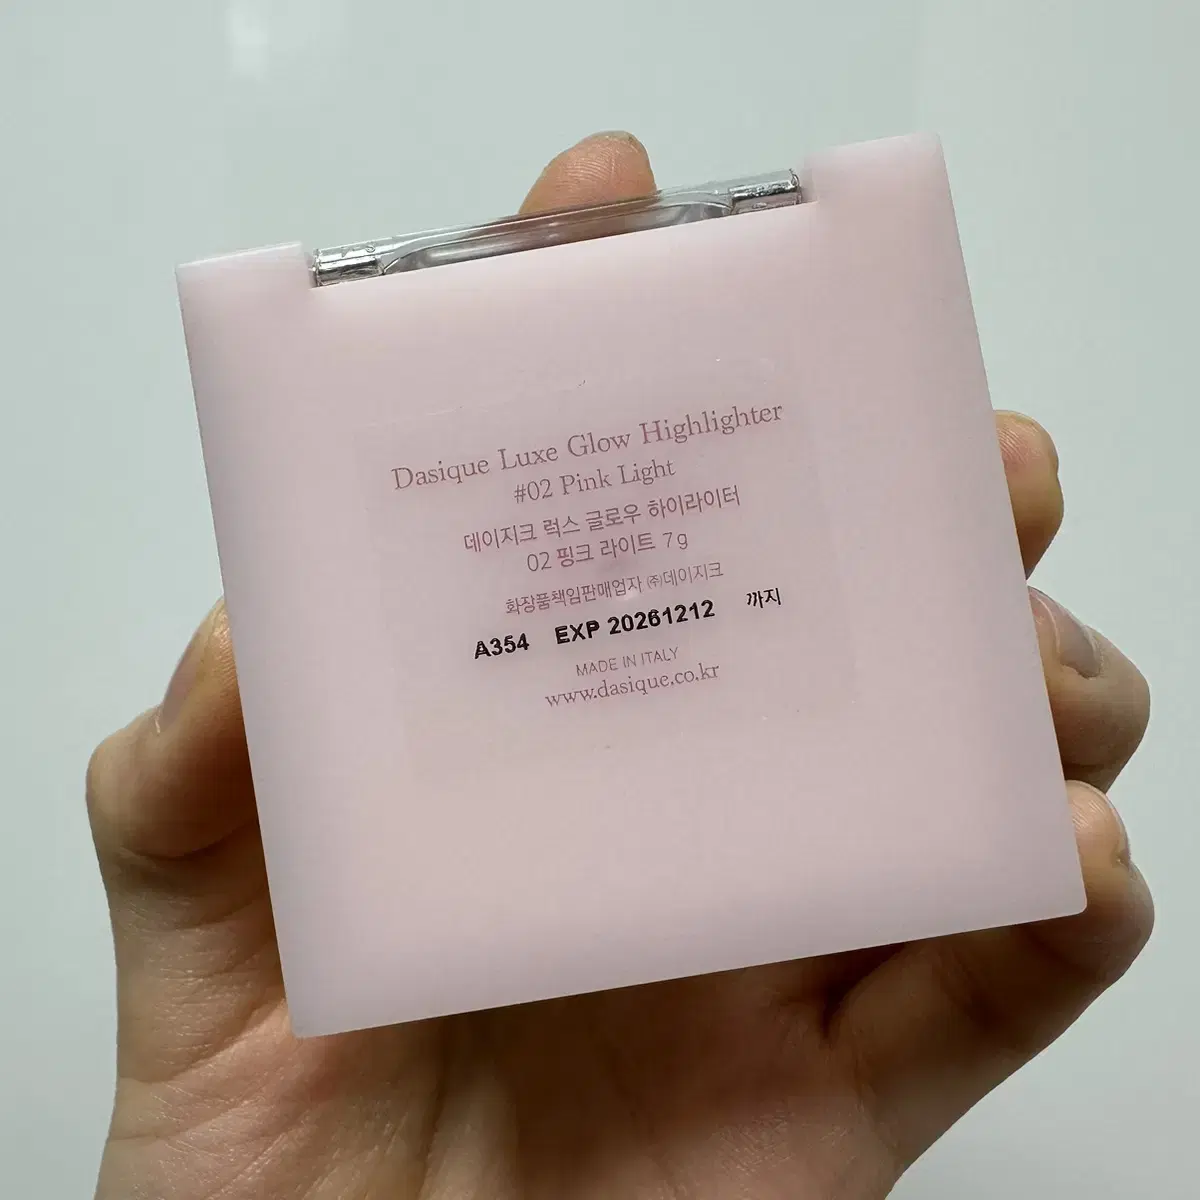 Dasique Luxe Glow Highlighter
#02 Pink Light
데이지크 럭스 글로우 하이라이터
02 핑크 라이트 7g
화장품책임판매업자 ㈜데이지크
A354 EXP 20261212 까지
MADE IN ITALY
www.dasique.co.kr